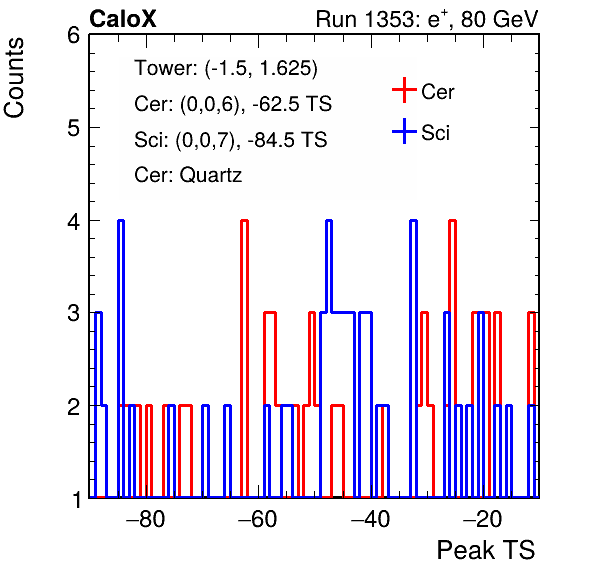 CaloX Run 1353: e⁺, 80 GeV
Counts
6
5
4
3
2
1
Tower: (-1.5, 1.625)
Cer: (0,0,6), -62.5 TS
Sci: (0,0,7), -84.5 TS
Cer: Quartz
Cer
Sci
−80 −60 −40 −20
Peak TS